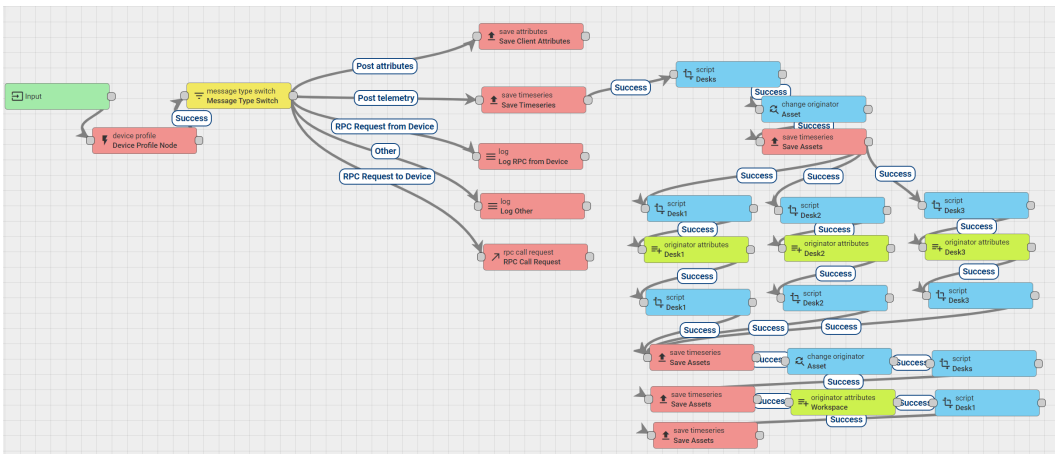 save attributes
Save Client Attributes
script
Desks
Post attributes
Success
input
message type switch
Message Type Switch
Post telemetry
save timeseries
Save Timeseries
Success
change originator
Asset
Success
RPC Request from Device
Success
device profile
Device Profile Node
save timeseries
Save Assets
Other
log
Log RPC from Device
RPC Request to Device
Success
Success
Success
log
Log Other
script
Desk1
script
Desk2
script
Desk3
Success
Success
Success
rpc call request
RPC Call Request
originator attributes
Desk1
originator attributes
Desk2
originator attributes
Desk3
Success
Success
Success
script
Desk1
script
Desk2
script
Desk3
Success
Success
Success
save timeseries
Save Assets
Success
change originator
Asset
Success
script
Desks
Success
save timeseries
Save Assets
Success
originator attributes
Workspace
Success
script
Desk1
Success
save timeseries
Save Assets